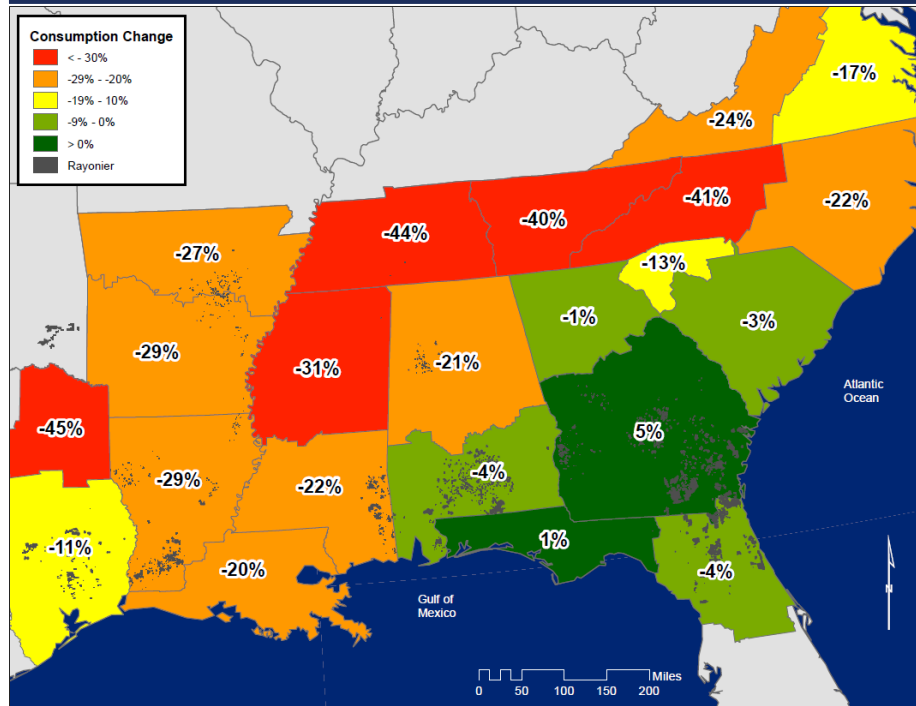 Consumption Change
< - 30%
-29% - -20%
-19% - 10%
-9% - 0%
> 0%
Rayonier
-17%
-24%
-41%
-22%
-40%
-44%
-27%
-13%
-1%
-3%
-29%
-31%
-21%
Atlantic
Ocean
-45%
5%
-29%
-22%
-4%
-11%
1%
-20%
-4%
N
Gulf of
Mexico
Miles
0 50 100 150 200